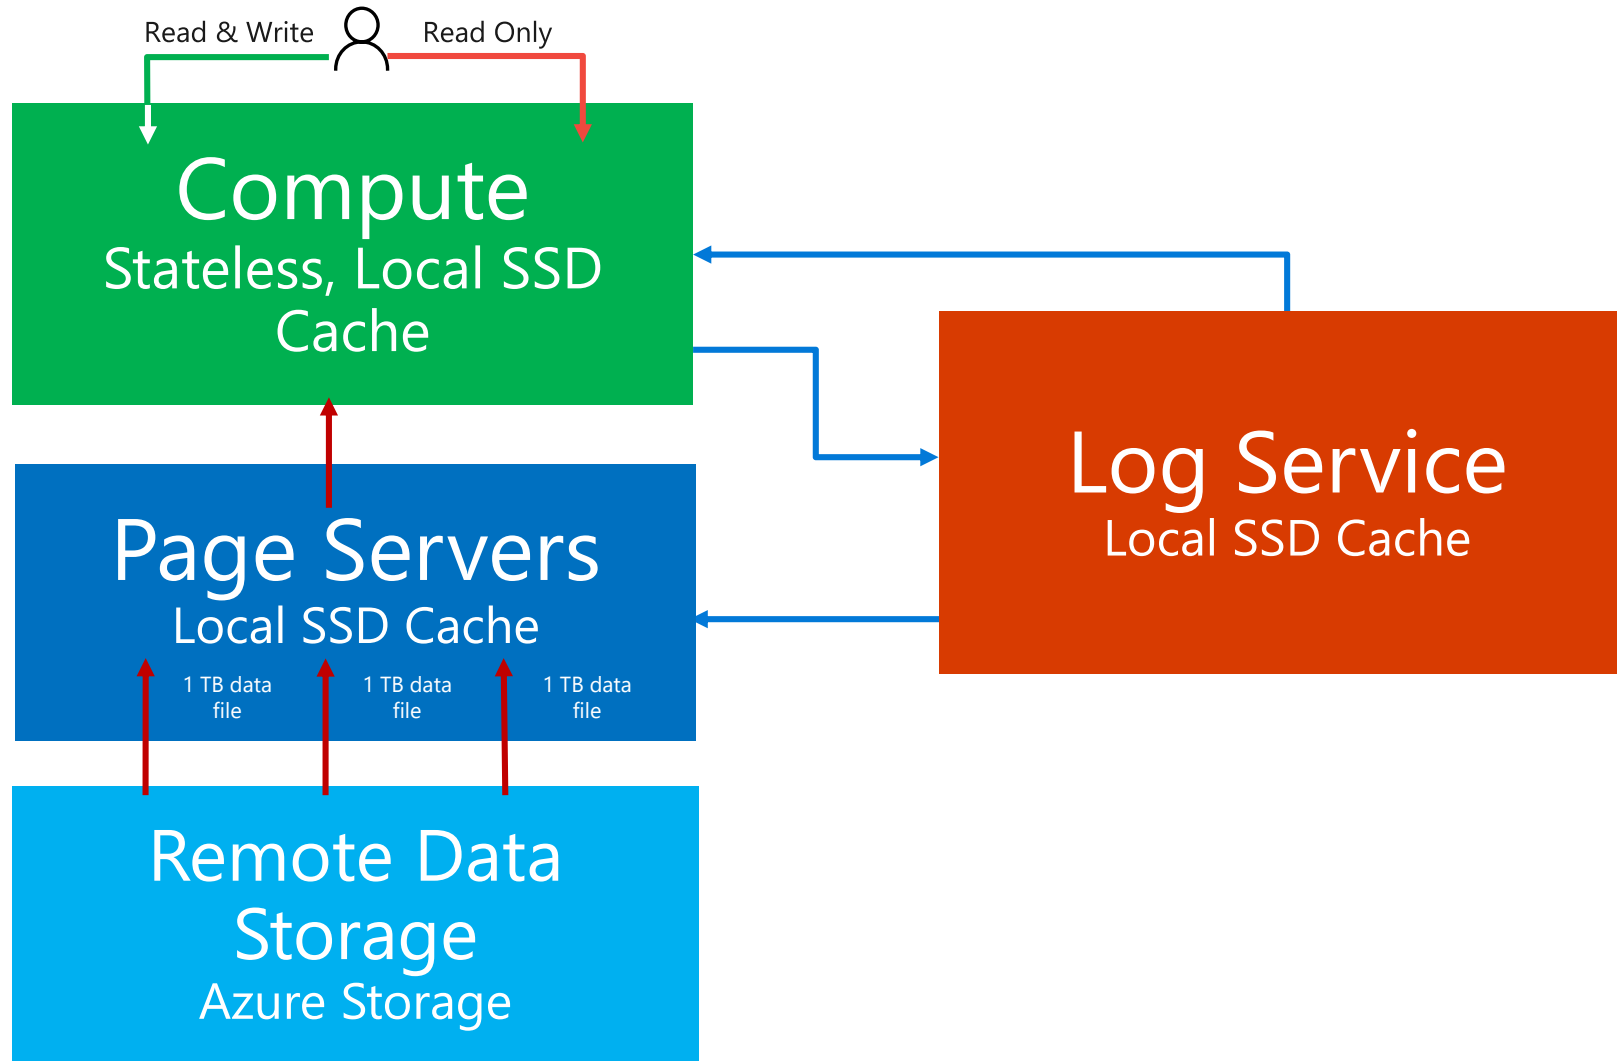 Read & Write
Read Only
Compute
Stateless, Local SSD
Cache
Log Service
Local SSD Cache
Page Servers
Local SSD Cache
1 TB data
file
1 TB data
file
1 TB data
file
Remote Data
Storage
Azure Storage